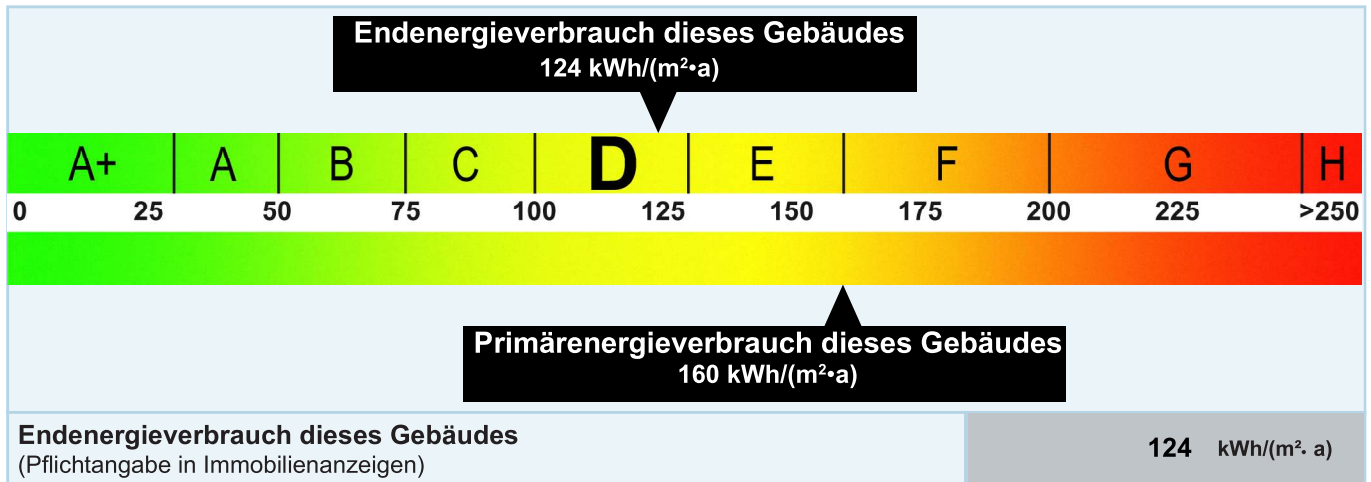 Endenergieverbrauch dieses Gebäudes
124 kWh/(m²•a)
A+ A B C D E F G H
0 25 50 75 100 125 150 175 200 225 >250
Primärenergieverbrauch dieses Gebäudes
160 kWh/(m²•a)
Endenergieverbrauch dieses Gebäudes 124 kWh/(m²· a)
(Pflichtangabe in Immobilienanzeigen)